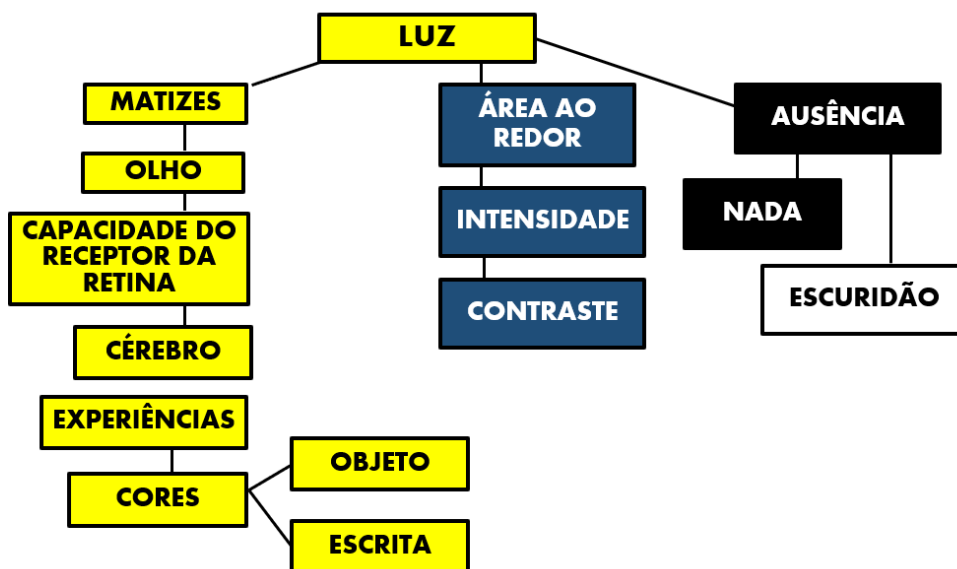 LUZ
MATIZES
OLHO
CAPACIDADE DO
RECEPTOR DA
RETINA
CÉREBRO
EXPERIÊNCIAS
CORES
OBJETO
ESCRITA
ÁREA AO
REDOR
INTENSIDADE
CONTRASTE
AUSÊNCIA
NADA
ESCURIDÃO